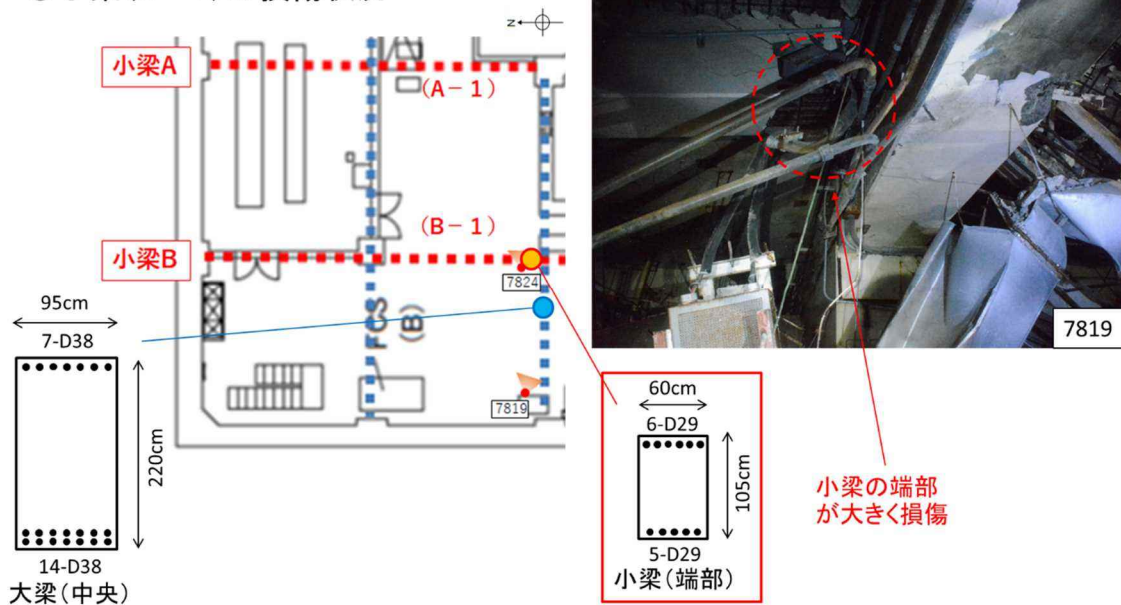 z
小梁A
(A-1)
小梁B
(B-1)
7824
95cm
7-D38
220cm
14-D38
大梁(中央)
FCS
(B)
7819
7819
60cm
6-D29
105cm
5-D29
小梁(端部)
小梁の端部
が大きく損傷